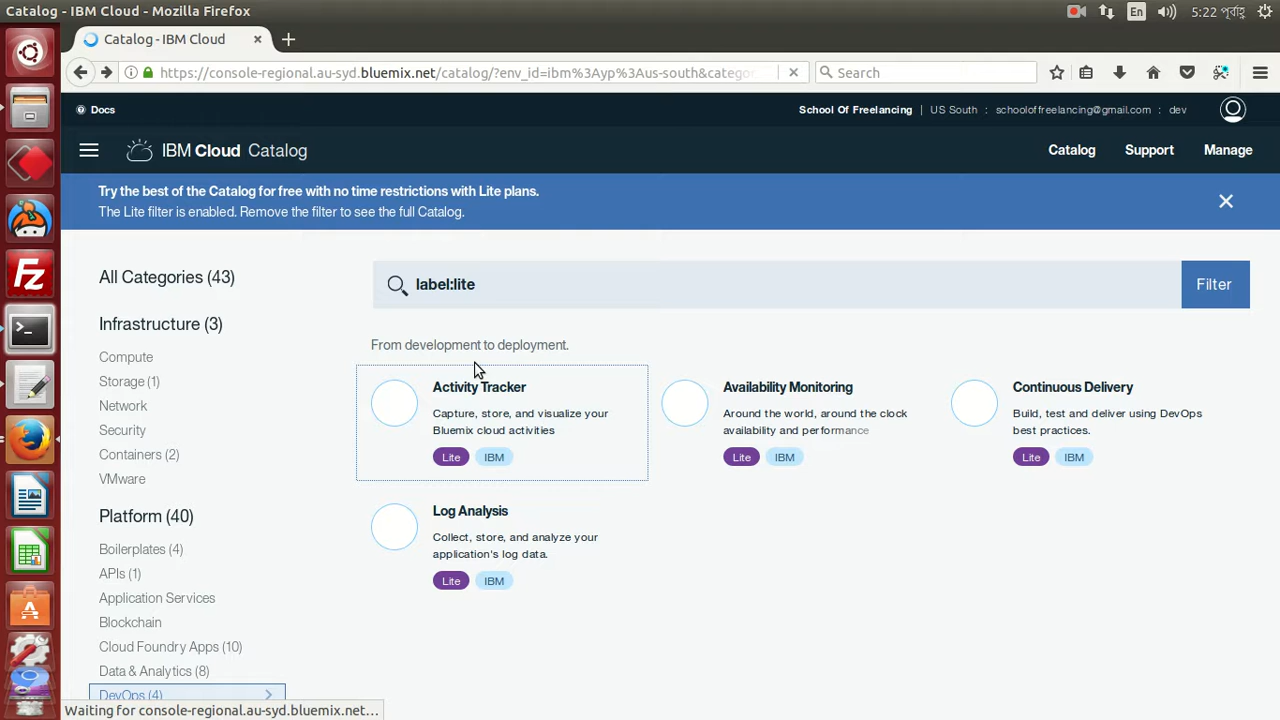 Catalog - IBM Cloud - Mozilla Firefox
En
5:22 পূর্বাহ্ণ
Catalog - IBM Cloud
https://console-regional.au-syd.bluemix.net/catalog/?env_id=ibm%3Ayp%3Aus-south&categor
Search
Docs
School Of Freelancing
US South : schooloffreelancing@gmail.com : dev
IBM Cloud Catalog
Catalog
Support
Manage
Try the best of the Catalog for free with no time restrictions with Lite plans.
The Lite filter is enabled. Remove the filter to see the full Catalog.
All Categories (43)
Infrastructure (3)
Compute
Storage (1)
Network
Security
Containers (2)
VMware
Platform (40)
Boilerplates (4)
APIs (1)
Application Services
Blockchain
Cloud Foundry Apps (10)
Data & Analytics (8)
DevOps (4)
label:lite
Filter
From development to deployment.
Activity Tracker
Capture, store, and visualize your
Bluemix cloud activities
Lite
IBM
Availability Monitoring
Around the world, around the clock
availability and performance
Lite
IBM
Continuous Delivery
Build, test and deliver using DevOps
best practices.
Lite
IBM
Log Analysis
Collect, store, and analyze your
application's log data.
Lite
IBM
Waiting for console-regional.au-syd.bluemix.net...